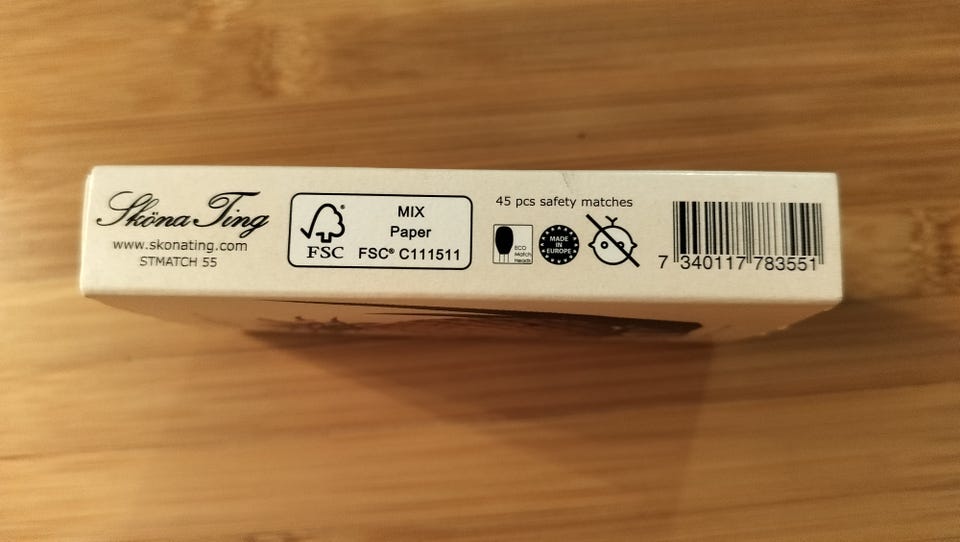 Sköna Ting
www.skonating.com
STMATCH 55
FSC®
MIX
Paper
FSC® C111511
45 pcs safety matches
ECO
Match
Heads
MADE
IN
EUROPE
7 340117 783551